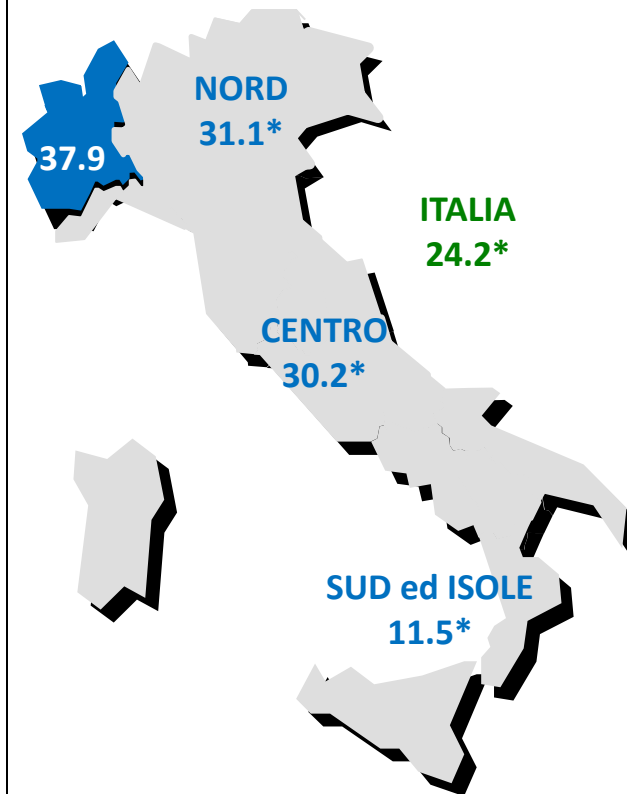 NORD
31.1*
37.9
ITALIA
24.2*
CENTRO
30.2*
SUD ed ISOLE
11.5*